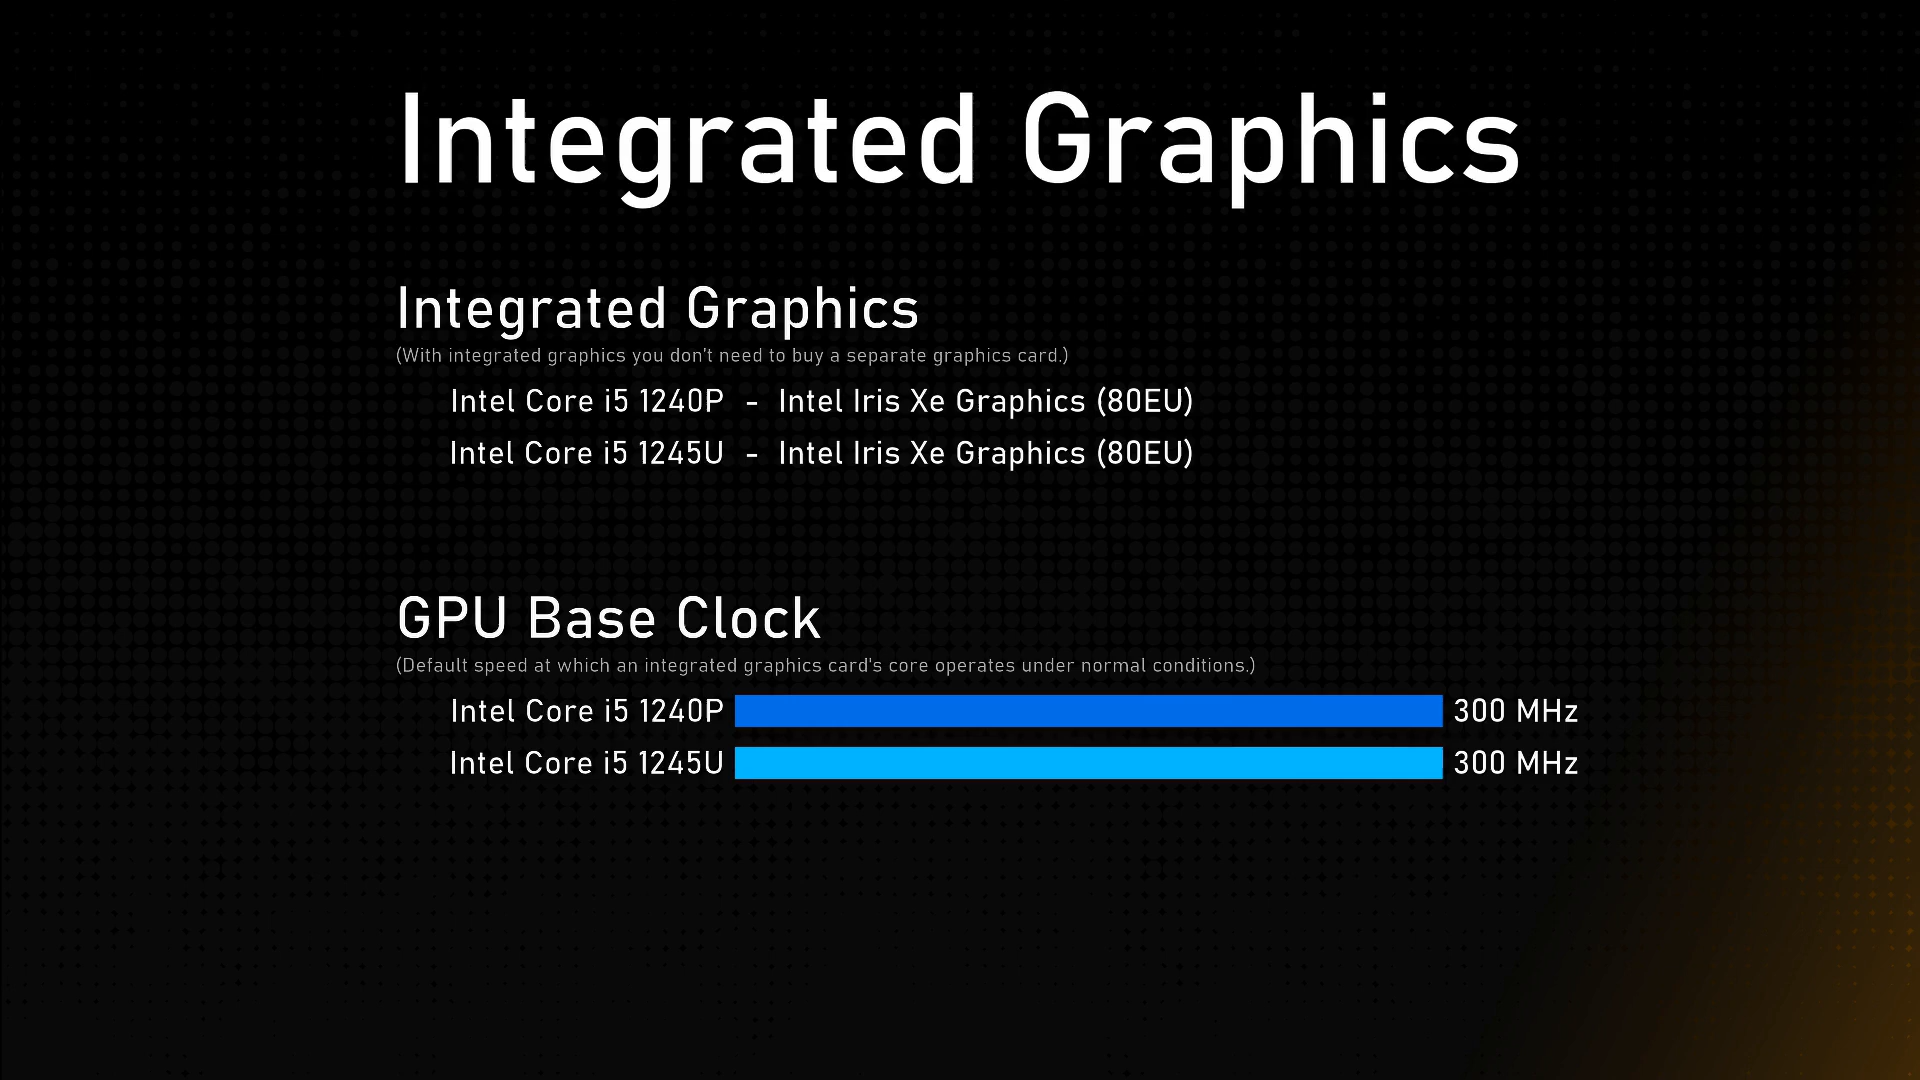 Integrated Graphics
Integrated Graphics
(With integrated graphics you don't need to buy a separate graphics card.)
Intel Core i5 1240P - Intel Iris Xe Graphics (80EU)
Intel Core i5 1245U - Intel Iris Xe Graphics (80EU)
GPU Base Clock
(Default speed at which an integrated graphics card's core operates under normal conditions.)
Intel Core i5 1240P 300 MHz
Intel Core i5 1245U 300 MHz